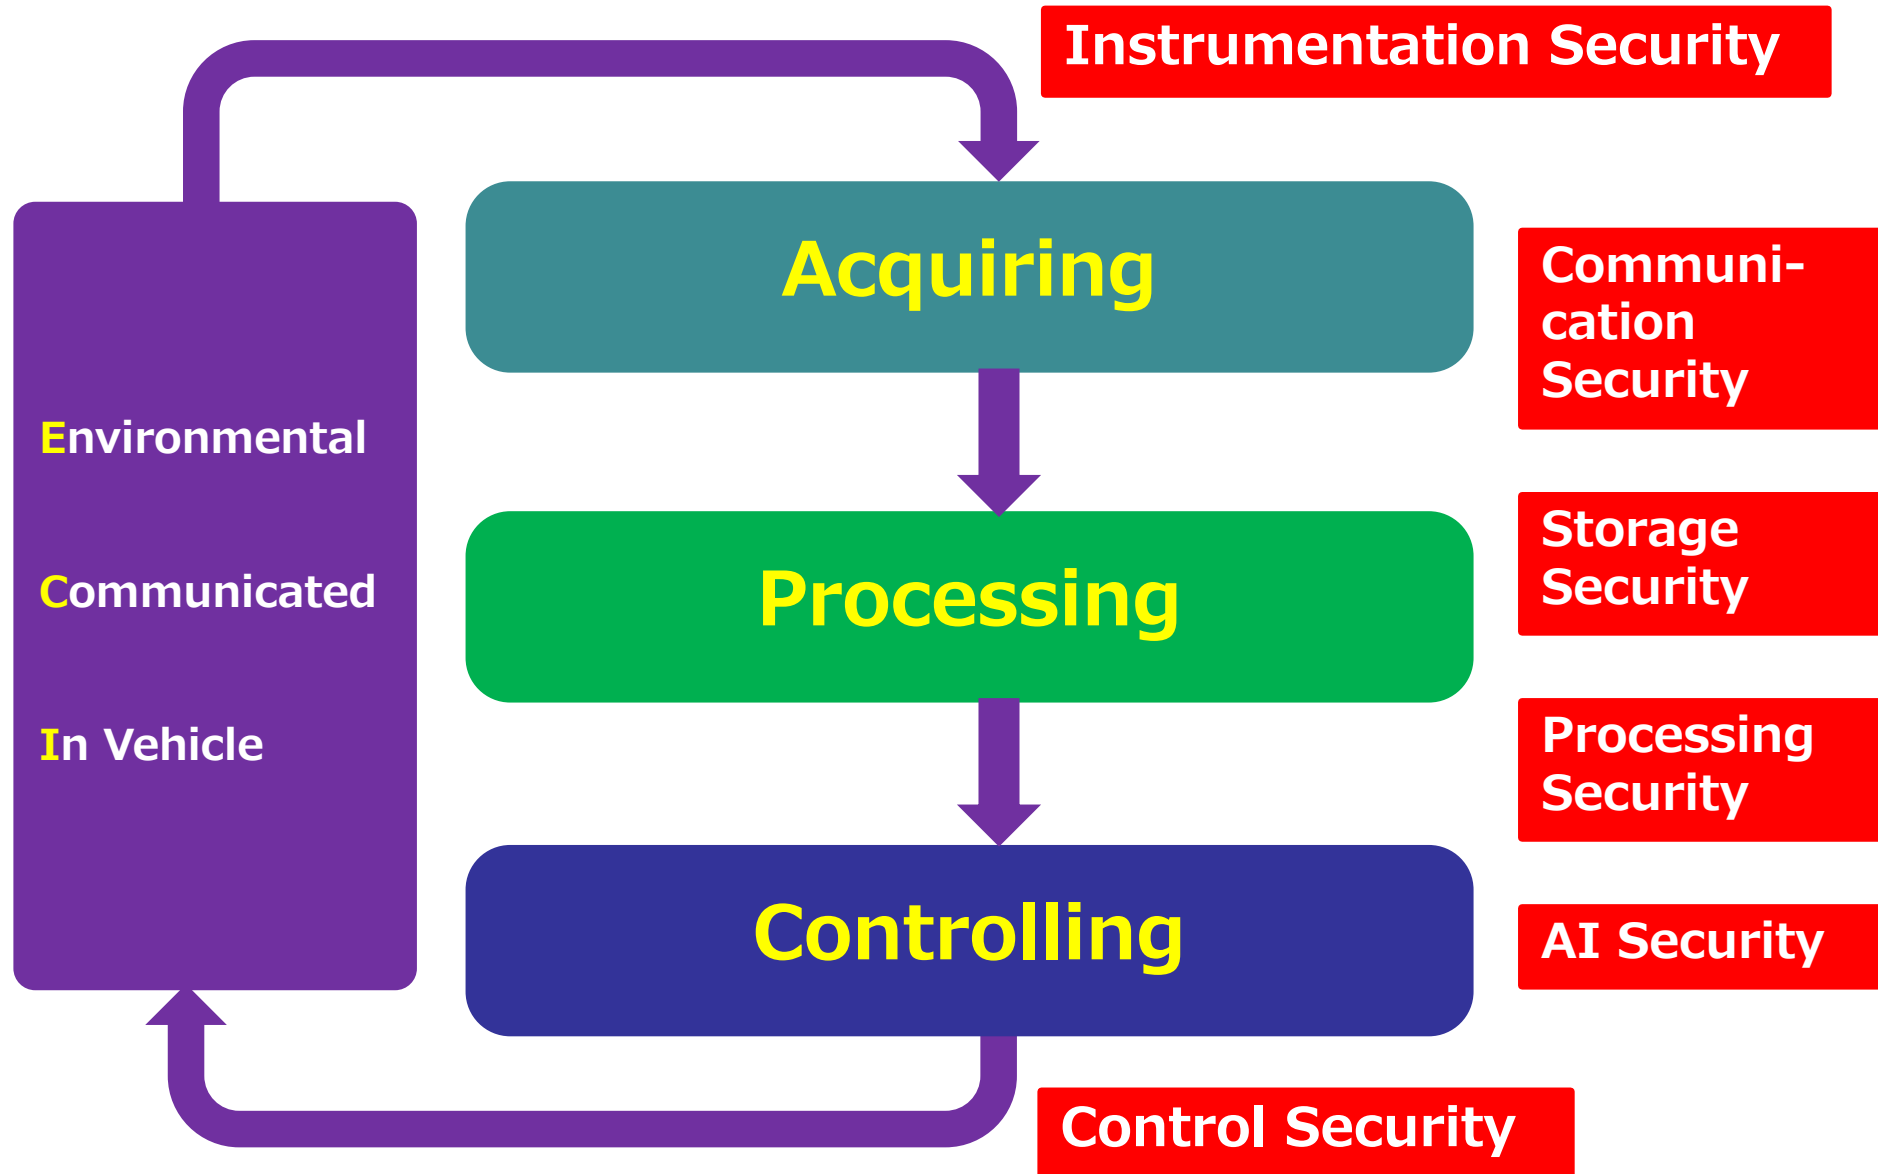 Instrumentation Security
Acquiring
Communi-
cation
Security
Environmental
Storage
Security
Communicated
Processing
In Vehicle
Processing
Security
Controlling
AI Security
Control Security